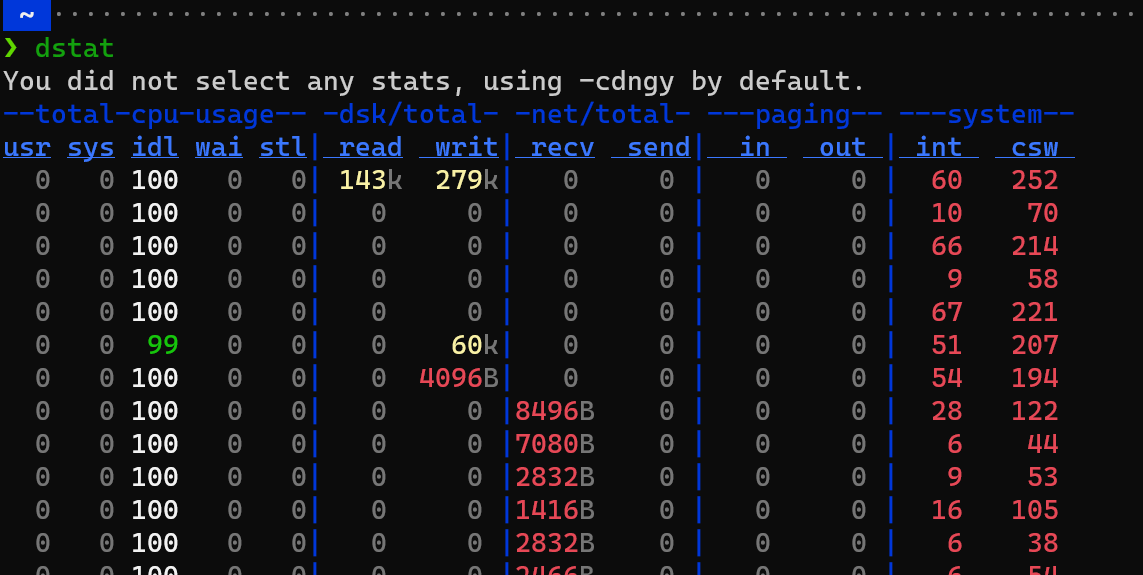 ~
❯ dstat
You did not select any stats, using -cdngy by default.
--total-cpu-usage-- -dsk/total- -net/total- ---paging-- ---system--
usr sys idl wai stl| read  writ| recv  send|  in   out | int   csw
  0   0 100   0   0| 143k  279k|   0     0 |   0     0 |  60   252
  0   0 100   0   0|   0     0 |   0     0 |   0     0 |  10    70
  0   0 100   0   0|   0     0 |   0     0 |   0     0 |  66   214
  0   0 100   0   0|   0     0 |   0     0 |   0     0 |   9    58
  0   0 100   0   0|   0     0 |   0     0 |   0     0 |  67   221
  0   0  99   0   0|   0    60k|   0     0 |   0     0 |  51   207
  0   0 100   0   0|   0  4096B|   0     0 |   0     0 |  54   194
  0   0 100   0   0|   0     0 |8496B    0 |   0     0 |  28   122
  0   0 100   0   0|   0     0 |7080B    0 |   0     0 |   6    44
  0   0 100   0   0|   0     0 |2832B    0 |   0     0 |   9    53
  0   0 100   0   0|   0     0 |1416B    0 |   0     0 |  16   105
  0   0 100   0   0|   0     0 |2832B    0 |   0     0 |   6    38
  0   0 100   0   0|   0     0 |2466B    0 |   0     0 |   6    54